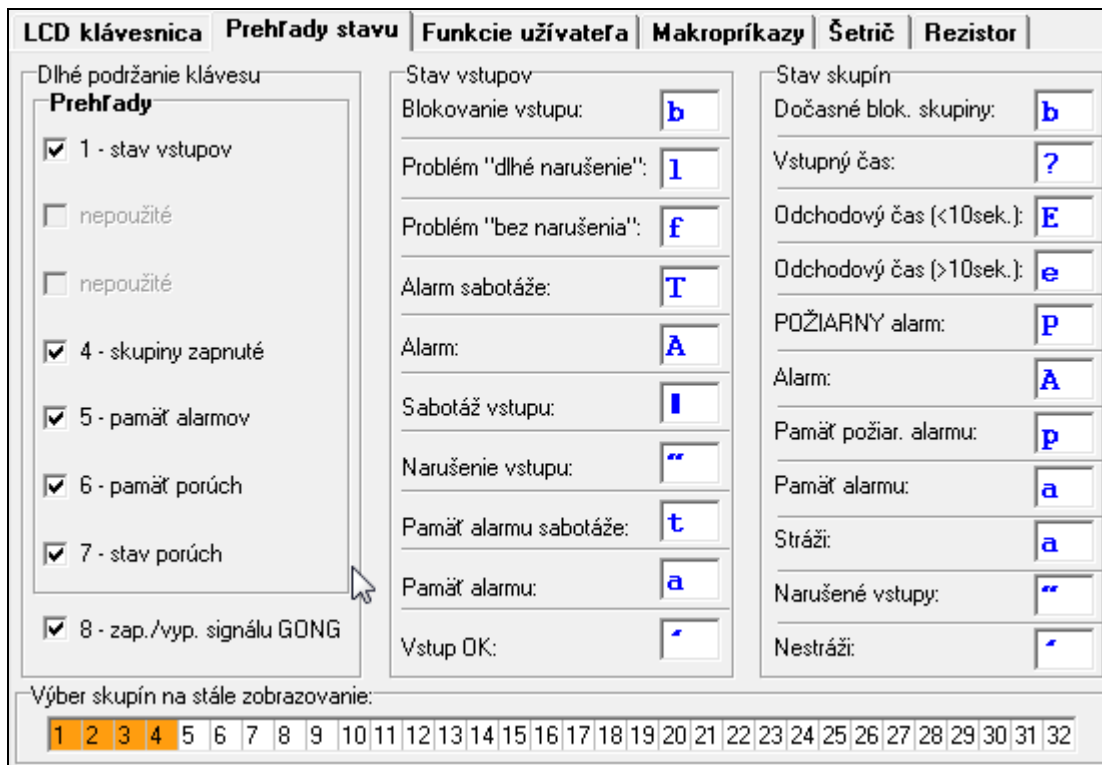 LCD klávesnica Prehľady stavu Funkcie užívateľa Makropríkazy Šetrič Rezistor
Dlhé podržanie klávesu
Prehľady
1 - stav vstupov
nepoužité
nepoužité
4 - skupiny zapnuté
5 - pamäť alarmov
6 - pamäť porúch
7 - stav porúch
8 - zap./vyp. signálu GONG
Stav vstupov
Blokovanie vstupu: b
Problém "dlhé narušenie": l
Problém "bez narušenia": f
Alarm sabotáže: T
Alarm: A
Sabotáž vstupu: ▮
Narušenie vstupu: “
Pamäť alarmu sabotáže: t
Pamäť alarmu: a
Vstup OK: ‘
Stav skupín
Dočasné blok. skupiny: b
Vstupný čas: ?
Odchodový čas (<10sek.): E
Odchodový čas (>10sek.): e
POŽIARNY alarm: P
Alarm: A
Pamäť požiar. alarmu: p
Pamäť alarmu: a
Stráži: a
Narušené vstupy: “
Nestráži: ‘
Výber skupín na stále zobrazovanie:
1 2 3 4 5 6 7 8 9 10 11 12 13 14 15 16 17 18 19 20 21 22 23 24 25 26 27 28 29 30 31 32